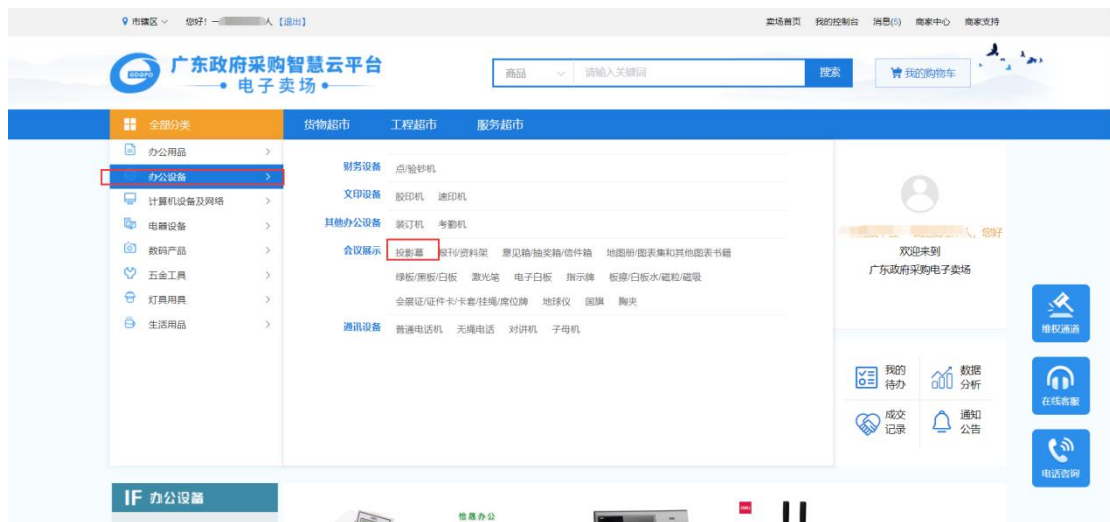 市辖区 您好！一 人【退出】 卖场首页 我的控制台 消息(5) 商家中心 商家支持
GDGPO 广东政府采购智慧云平台
电子卖场
商品 请输入关键词 搜索 我的购物车
全部分类 货物超市 工程超市 服务超市
办公用品
办公设备
计算机设备及网络
电器设备
数码产品
五金工具
灯具用具
生活用品
财务设备 点/验钞机
文印设备 胶印机 速印机
其他办公设备 装订机 考勤机
会议展示 投影幕 报刊/资料架 意见箱/抽奖箱/信件箱 地图册/图表集和其他图表书籍
绿板/黑板/白板 激光笔 电子白板 指示牌 板擦/白板水/磁粒/磁吸
会展证/证件卡/卡套/挂绳/席位牌 地球仪 国旗 胸夹
通讯设备 普通电话机 无绳电话 对讲机 子母机
人，您好
欢迎来到
广东政府采购电子卖场
我的待办 数据分析
成交记录 通知公告
维权通道
在线客服
电话咨询
1F 办公设备
恰晟办公